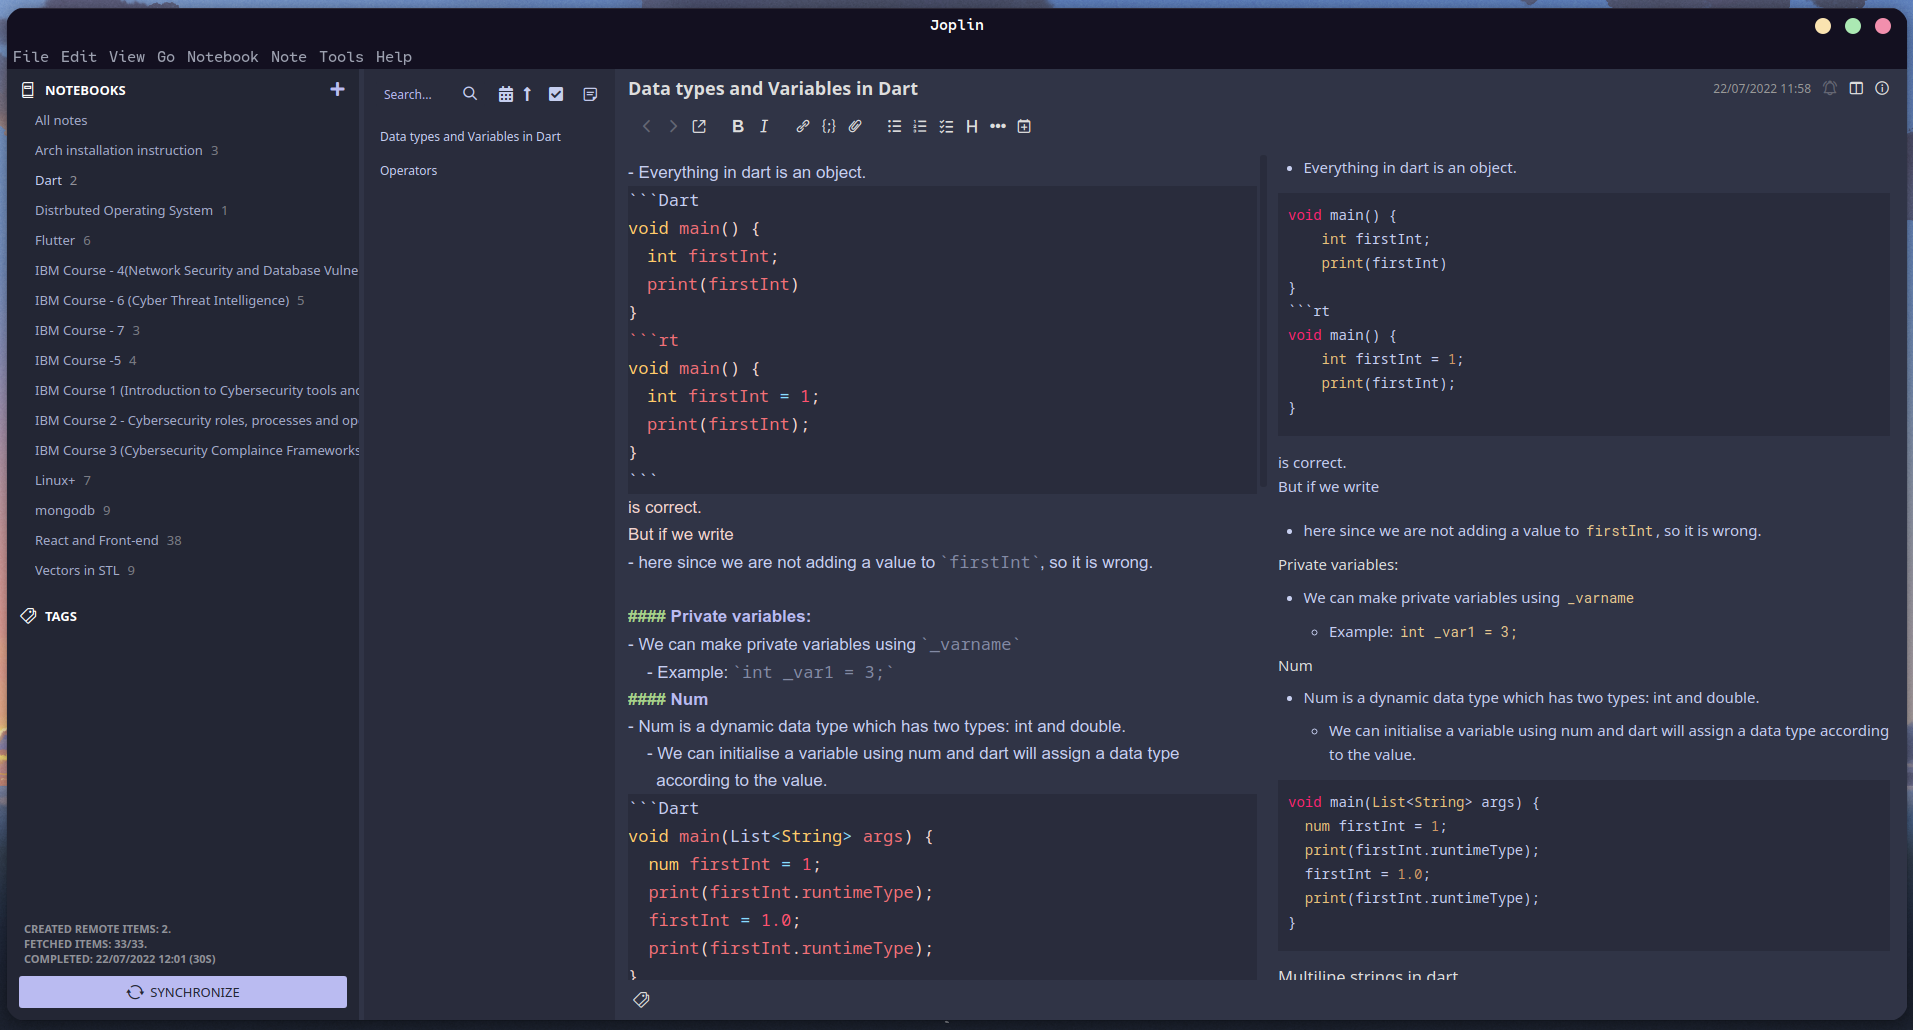 Joplin
File Edit View Go Notebook Note Tools Help
NOTEBOOKS
All notes
Arch installation instruction 3
Dart 2
Distrbuted Operating System 1
Flutter 6
IBM Course - 4(Network Security and Database Vulne
IBM Course - 6 (Cyber Threat Intelligence) 5
IBM Course - 7 3
IBM Course -5 4
IBM Course 1 (Introduction to Cybersecurity tools and
IBM Course 2 - Cybersecurity roles, processes and op
IBM Course 3 (Cybersecurity Complaince Frameworks
Linux+ 7
mongodb 9
React and Front-end 38
Vectors in STL 9
TAGS
CREATED REMOTE ITEMS: 2.
FETCHED ITEMS: 33/33.
COMPLETED: 22/07/2022 12:01 (30S)
SYNCHRONIZE
Search...
Data types and Variables in Dart
Operators
Data types and Variables in Dart
22/07/2022 11:58
B I H
- Everything in dart is an object.
```Dart
void main() {
int firstInt;
print(firstInt)
}
```rt
void main() {
int firstInt = 1;
print(firstInt);
}
```
is correct.
But if we write
- here since we are not adding a value to `firstInt`, so it is wrong.
#### Private variables:
- We can make private variables using `_varname`
- Example: `int _var1 = 3;`
#### Num
- Num is a dynamic data type which has two types: int and double.
- We can initialise a variable using num and dart will assign a data type
according to the value.
```Dart
void main(List<String> args) {
num firstInt = 1;
print(firstInt.runtimeType);
firstInt = 1.0;
print(firstInt.runtimeType);
}
• Everything in dart is an object.
void main() {
int firstInt;
print(firstInt)
}
```rt
void main() {
int firstInt = 1;
print(firstInt);
}
is correct.
But if we write
• here since we are not adding a value to firstInt, so it is wrong.
Private variables:
• We can make private variables using _varname
◦ Example: int _var1 = 3;
Num
• Num is a dynamic data type which has two types: int and double.
◦ We can initialise a variable using num and dart will assign a data type according
to the value.
void main(List<String> args) {
num firstInt = 1;
print(firstInt.runtimeType);
firstInt = 1.0;
print(firstInt.runtimeType);
}
Multiline strings in dart